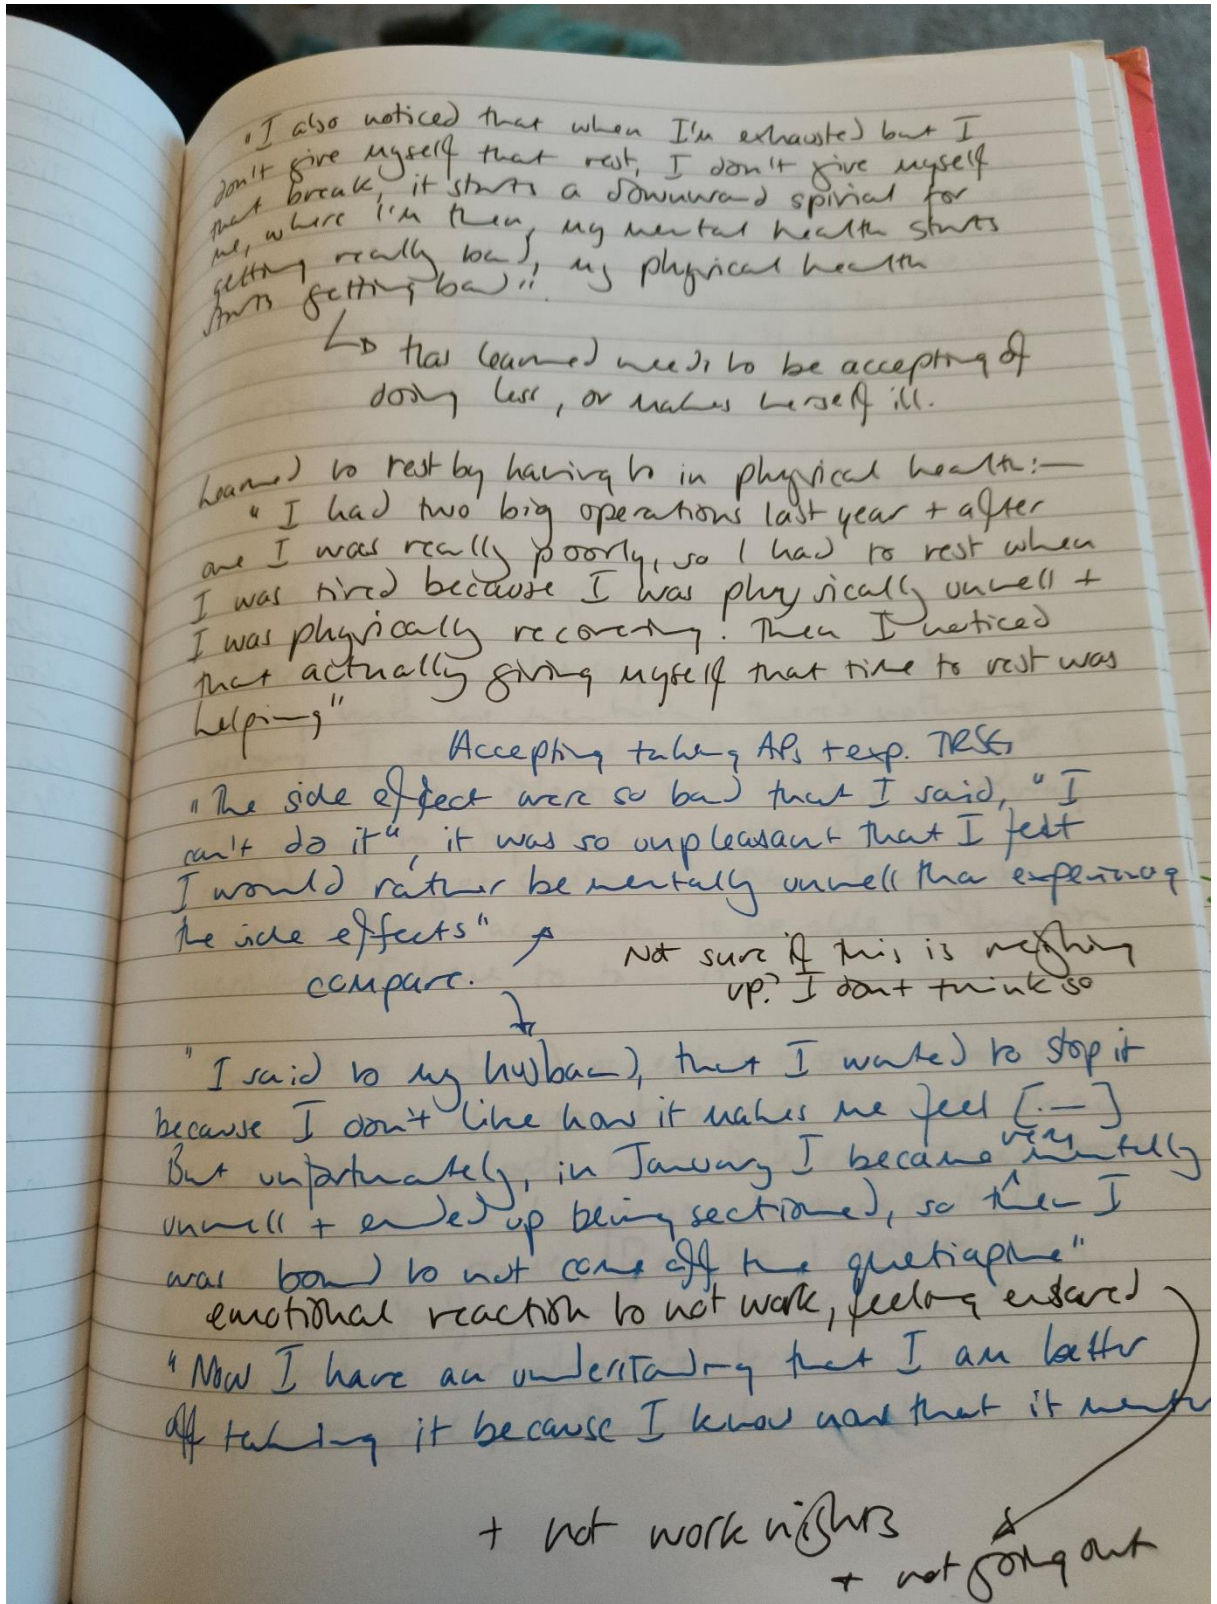 "I also noticed that when I'm exhausted but I
don't give myself that rest, I don't give myself
that break, it starts a downward spirial for
me, where I'm then, my mental health starts
getting really bad, my physical health
starts getting bad".
↳ Has learned needs to be accepting of
doing less, or makes herself ill.
Learned to rest by having to in physical health:—
"I had two big operations last year + after
one I was really poorly, so I had to rest when
I was tired because I was physically unwell +
I was physically recovering. Then I noticed
that actually giving myself that time to rest was
helping"
Accepting taking APs + exp.
"The side effect were so bad that I said, "I
can't do it", it was so unpleasant that I felt
I would rather be mentally unwell than experiencing
the side effects"
compare.
Not sure if this is weighing
up? I don't think so
"I said to my husband, that I wanted to stop it
because I don't like how it makes me feel [...]
But unfortunately, in January I became very mentally
unwell + ended up being sectioned, so then I
was bound to not come off the quetiapine"
emotional reaction to not work, feeling
"Now I have an understanding that I am better
off taking it because I know now that it
+ not work nights
+ not going out